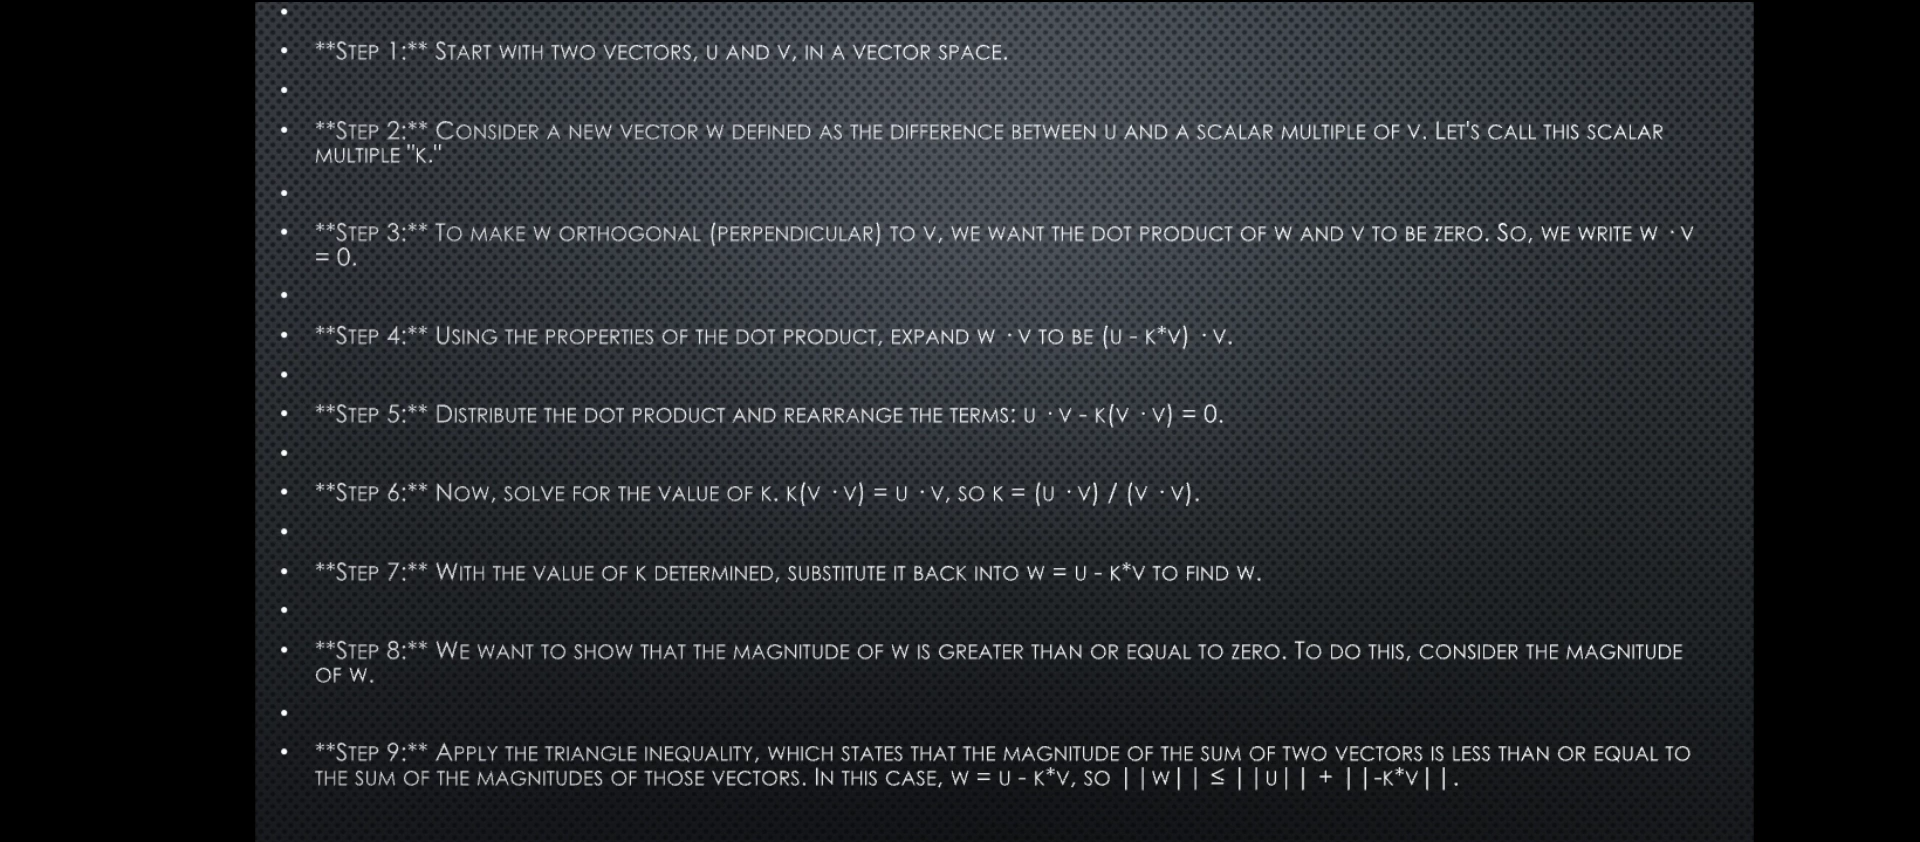 **Step 1:** Start with two vectors, u and v, in a vector space.
**Step 2:** Consider a new vector w defined as the difference between u and a scalar multiple of v. Let's call this scalar
multiple "k."
**Step 3:** To make w orthogonal (perpendicular) to v, we want the dot product of w and v to be zero. So, we write w · v
= 0.
**Step 4:** Using the properties of the dot product, expand w · v to be (u - k*v) · v.
**Step 5:** Distribute the dot product and rearrange the terms: u · v - k(v · v) = 0.
**Step 6:** Now, solve for the value of k. k(v · v) = u · v, so k = (u · v) / (v · v).
**Step 7:** With the value of k determined, substitute it back into w = u - k*v to find w.
**Step 8:** We want to show that the magnitude of w is greater than or equal to zero. To do this, consider the magnitude
of w.
**Step 9:** Apply the triangle inequality, which states that the magnitude of the sum of two vectors is less than or equal to
the sum of the magnitudes of those vectors. In this case, w = u - k*v, so ||w|| ≤ ||u|| + ||-k*v||.